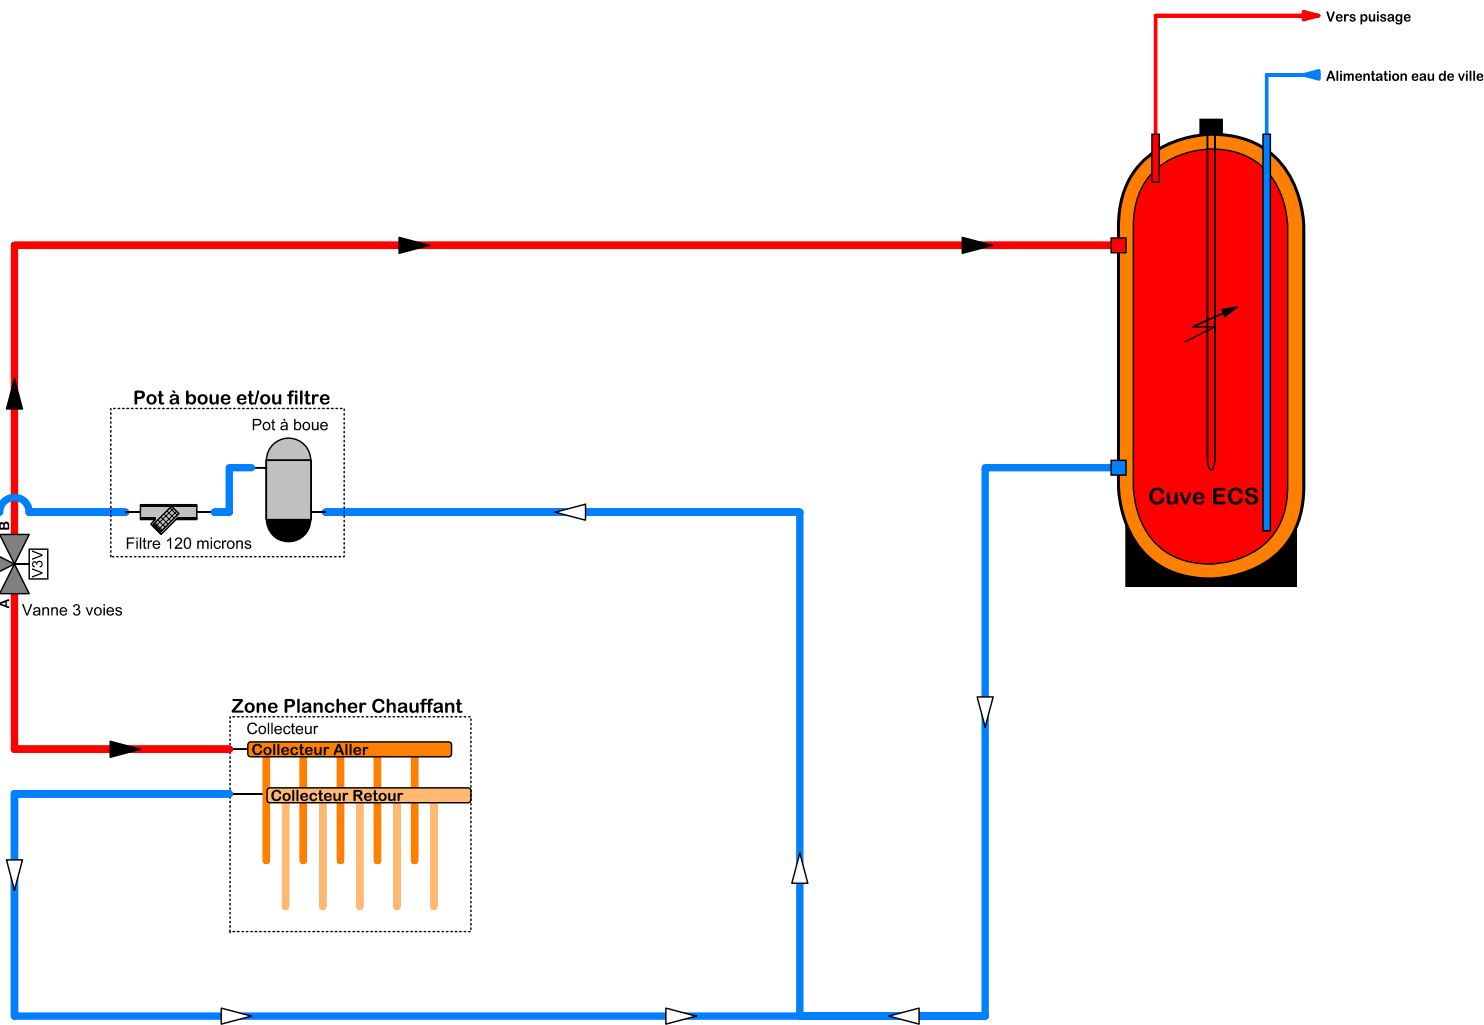 Vers puisage
Alimentation eau de ville
Pot à boue et/ou filtre
Pot à boue
Cuve ECS
B
Filtre 120 microns
V3V
A
Vanne 3 voies
Zone Plancher Chauffant
Collecteur
Collecteur Aller
Collecteur Retour